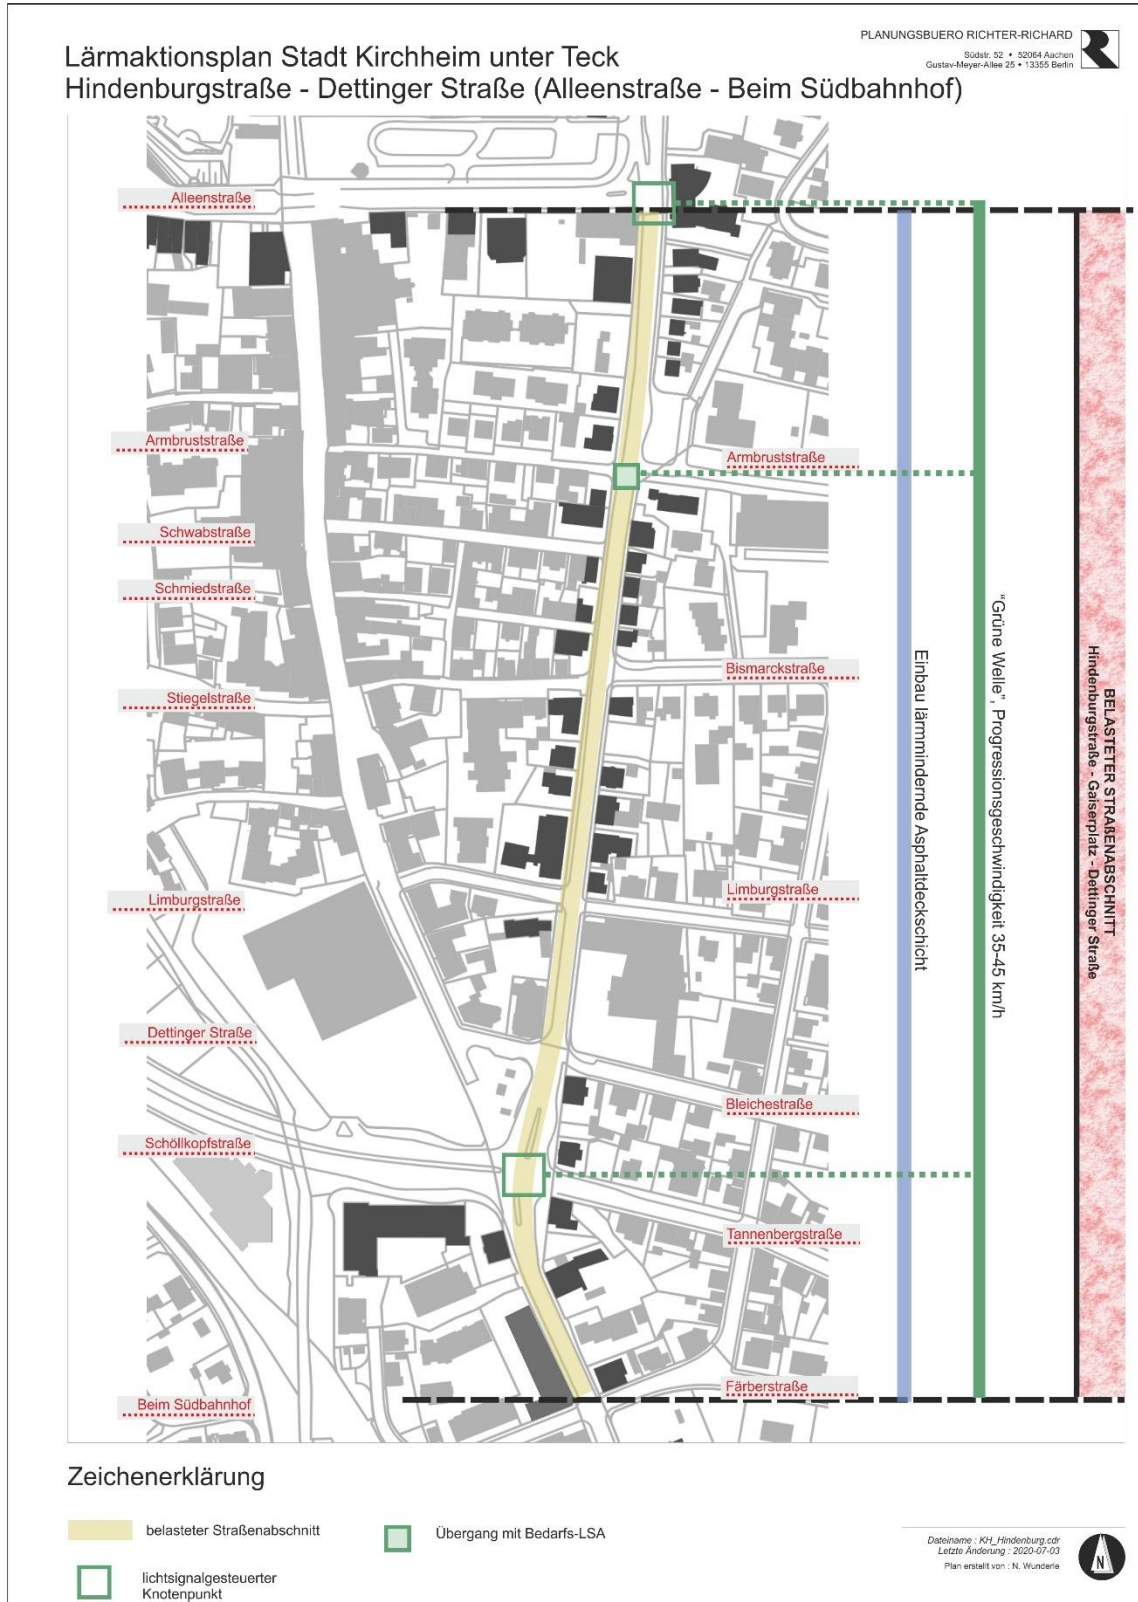 PLANUNGSBUERO RICHTER-RICHARD
Südstr. 52 • 52064 Aachen
Gustav-Meyer-Allee 25 • 13355 Berlin
Lärmaktionsplan Stadt Kirchheim unter Teck
Hindenburgstraße - Dettinger Straße (Alleenstraße - Beim Südbahnhof)
Alleenstraße
Armbruststraße
Armbruststraße
Schwabstraße
Schmiedstraße
Bismarckstraße
Stiegelstraße
Limburgstraße
Limburgstraße
Dettinger Straße
Bleichestraße
Schöllkopfstraße
Tannenbergstraße
Färberstraße
Beim Südbahnhof
Einbau lärmmindernde Asphaltdeckschicht
"Grüne Welle", Progressionsgeschwindigkeit 35-45 km/h
BELASTETER STRAßENABSCHNITT
Hindenburgstraße - Gaiserplatz - Dettinger Straße
Zeichenerklärung
belasteter Straßenabschnitt
Übergang mit Bedarfs-LSA
lichtsignalgesteuerter
Knotenpunkt
Dateiname : KH_Hindenburg.cdr
Letzte Änderung : 2020-07-03
Plan erstellt von : N. Wunderle
N